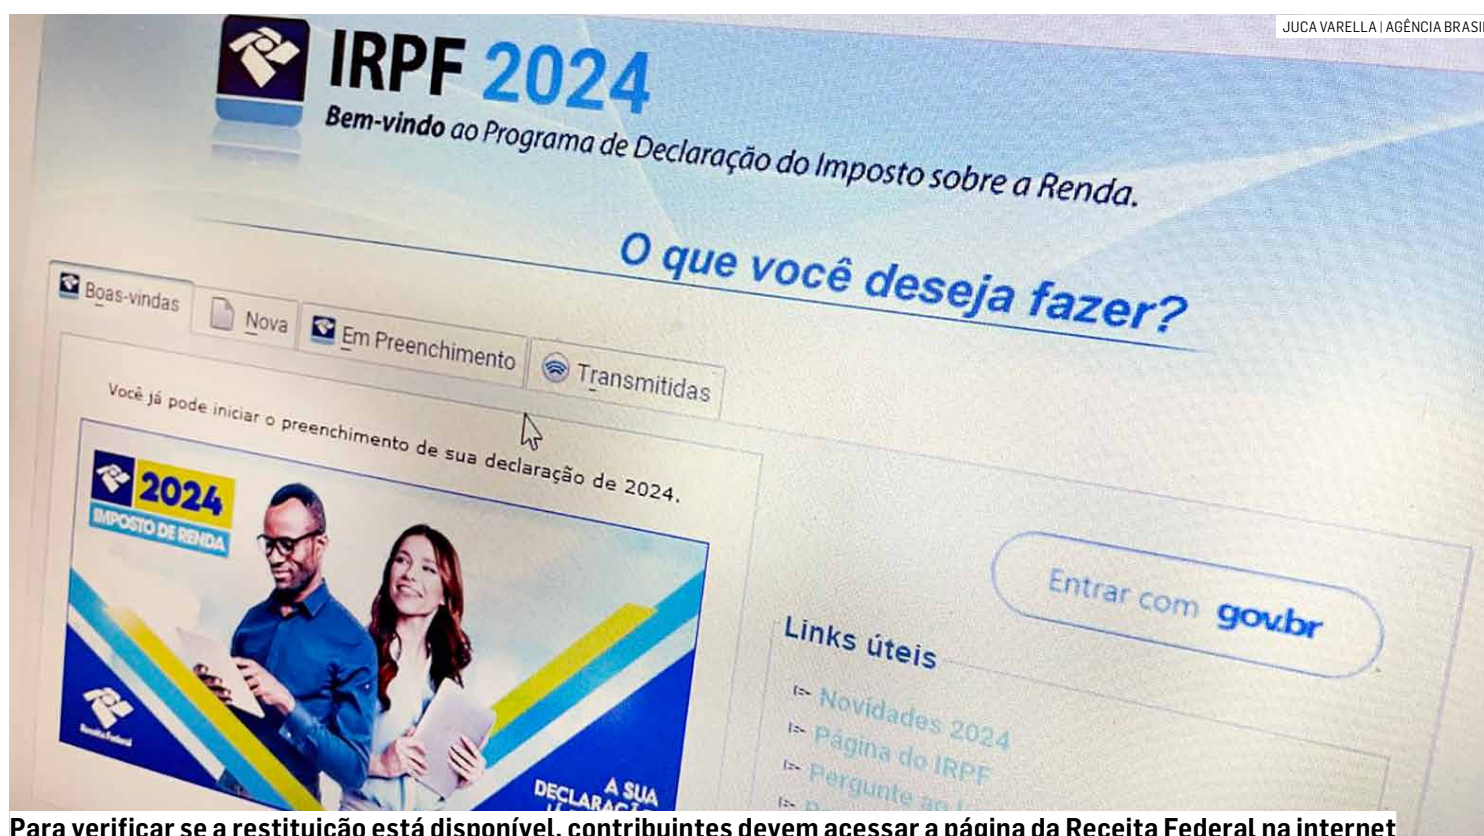 JUCA VARELLA | AGÊNCIA BRASIL
IRPF 2024
Bem-vindo ao Programa de Declaração do Imposto sobre a Renda.
O que você deseja fazer?
Boas-vindas
Nova
Em Preenchimento
Transmitidas
Você já pode iniciar o preenchimento de sua declaração de 2024.
2024
IMPOSTO DE RENDA
Receita Federal
A SUA
DECLARAÇÃO
Entrar com gov.br
Links úteis
Novidades 2024
Página do IRPF
Pergunte ao
Para verificar se a restituição está disponível, contribuintes devem acessar a página da Receita Federal na internet